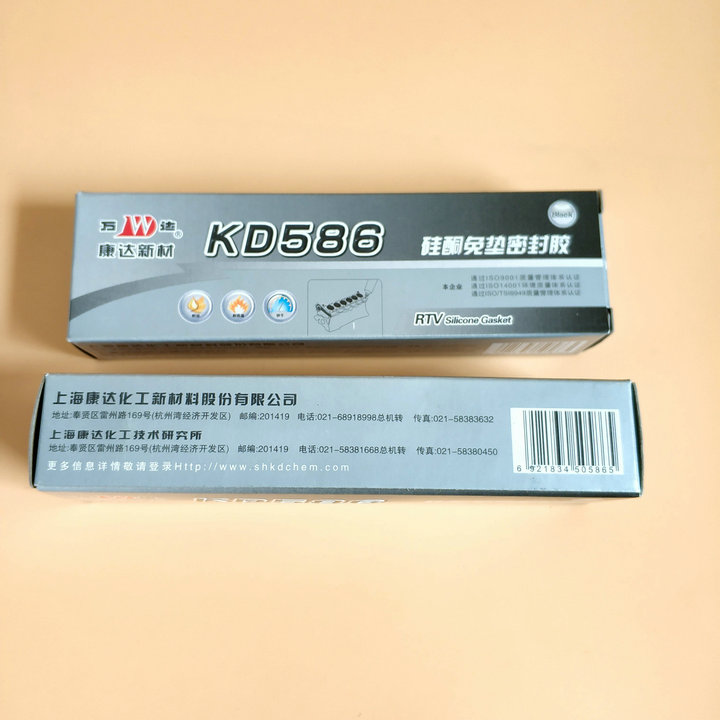 万 W 达®
康达新材
KD586
Black
硅酮免垫密封胶
本企业
通过ISO9001质量管理体系认证
通过ISO14001环境质量体系认证
通过ISO/TS16949质量管理体系认证
耐油
耐高温
RTV Silicone Gasket
上海康达化工新材料股份有限公司
地址:奉贤区雷州路169号(杭州湾经济开发区) 邮编:201419 电话:021-68918998总机转 传真:021-58383632
上海康达化工技术研究所
地址:奉贤区雷州路169号(杭州湾经济开发区) 邮编:201419 电话:021-58381668总机转 传真:021-58380450
更多信息详情敬请登录Http://www.shkdchem.com
6 921834 505865
KD586